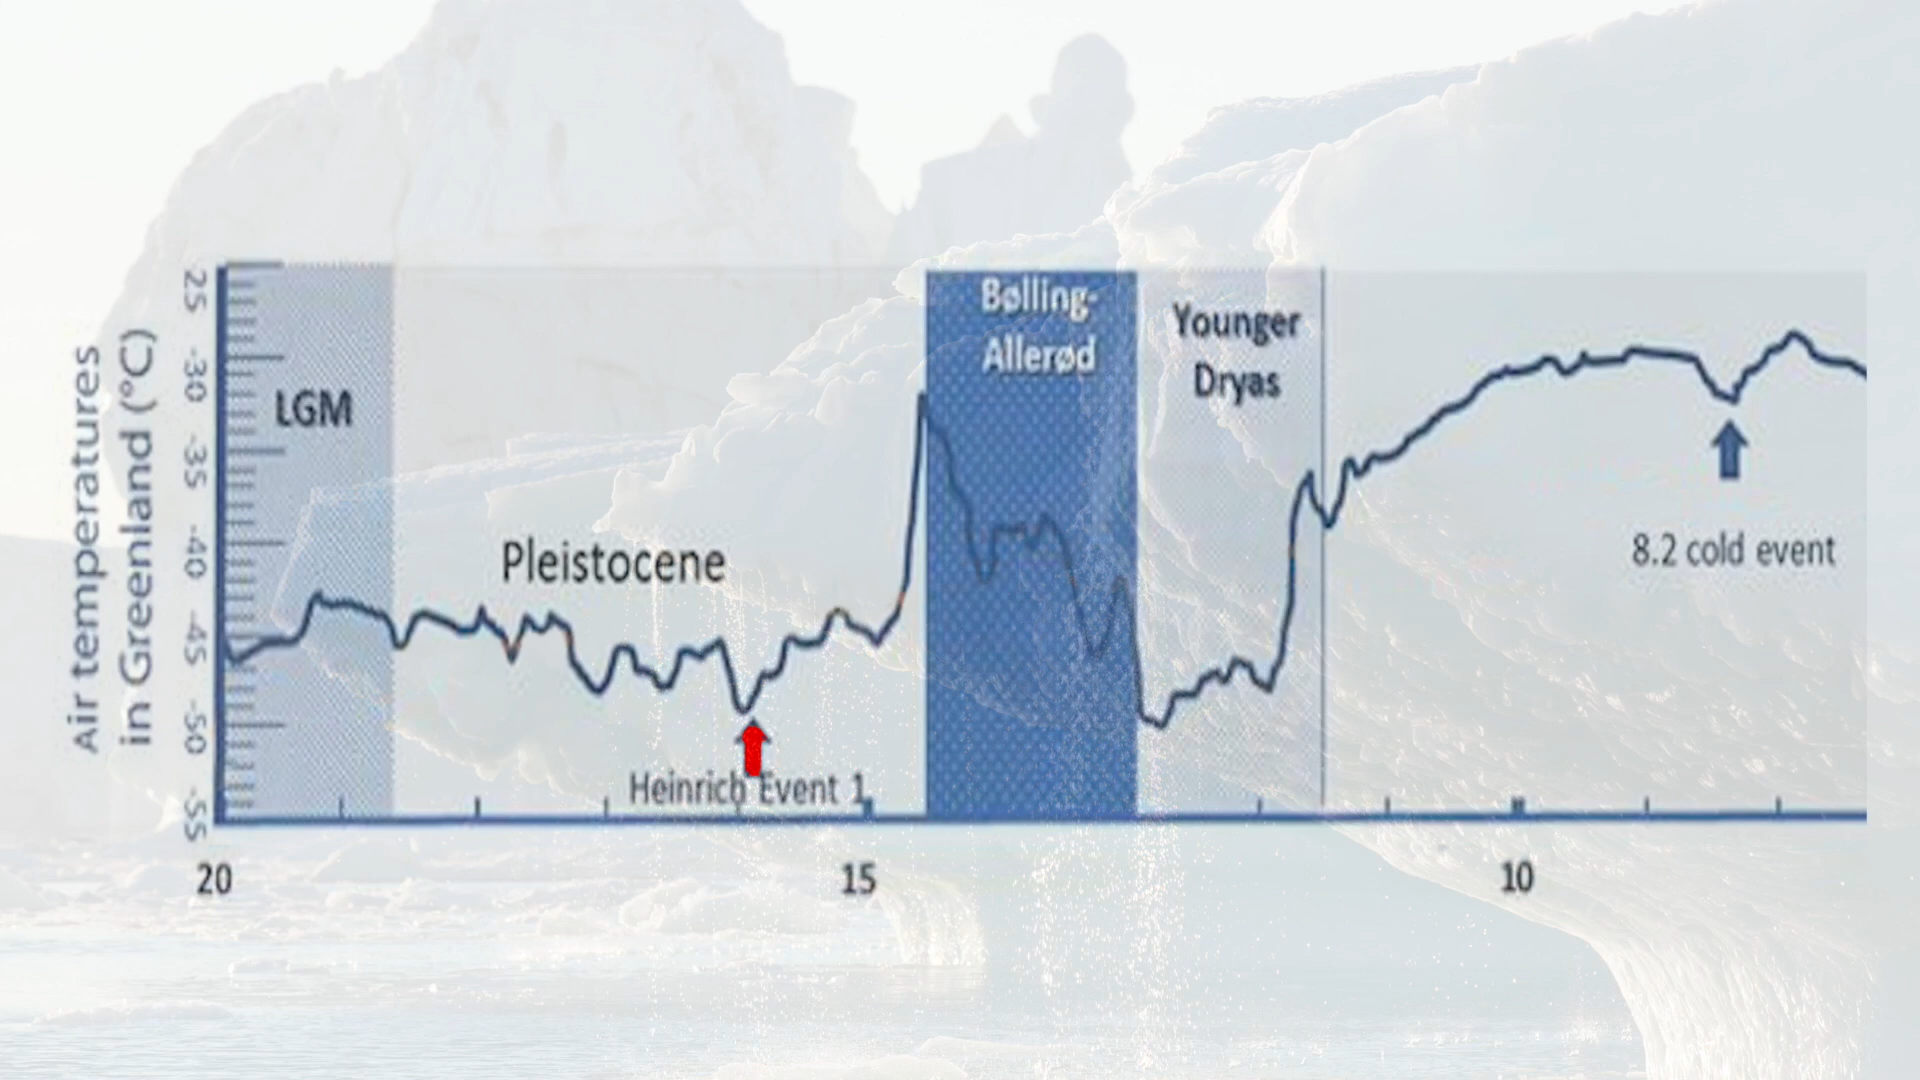 Air temperatures
in Greenland (°C)
-25
-30
-35
-40
-45
-50
-55
LGM
Pleistocene
Heinrich Event 1
Bølling-
Allerød
Younger
Dryas
8.2 cold event
20
15
10